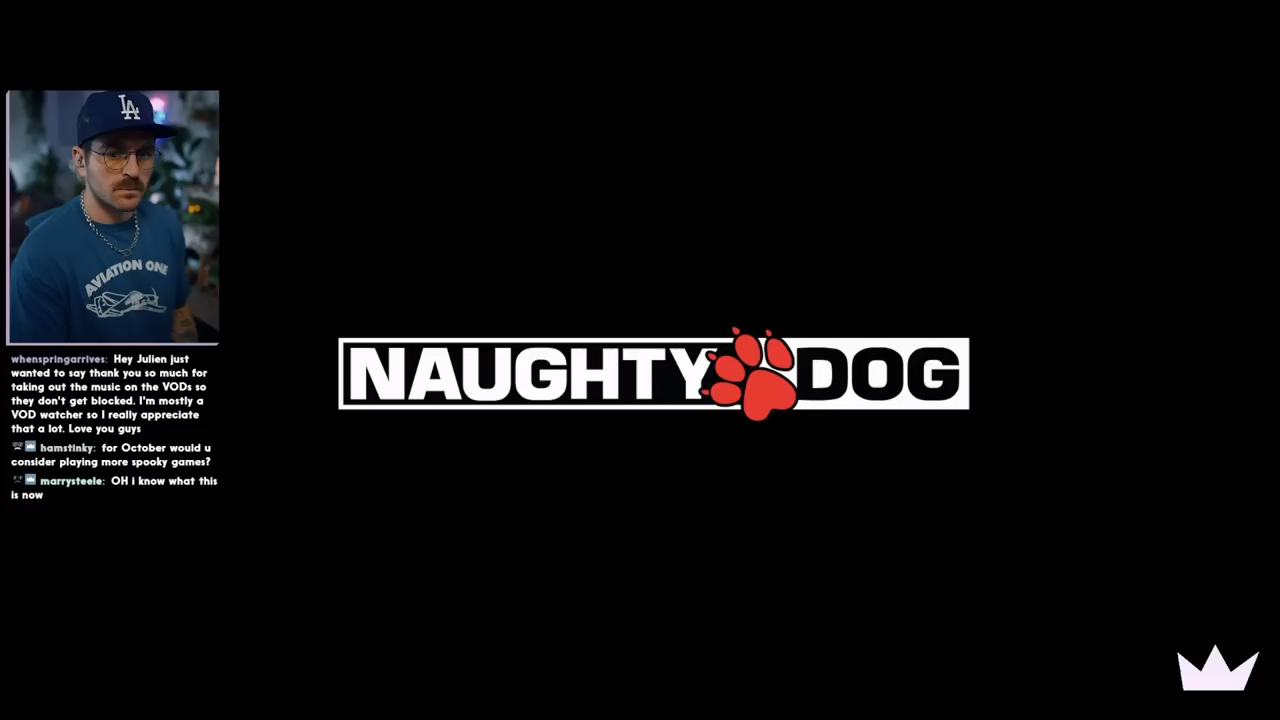 LA
AVIATION ONE
NAUGHTY DOG
whenspringarrives: Hey Julien just
wanted to say thank you so much for
taking out the music on the VODs so
they don't get blocked. I'm mostly a
VOD watcher so I really appreciate
that a lot. Love you guys
hamstinky: for October would u
consider playing more spooky games?
marrysteele: OH i know what this
is now